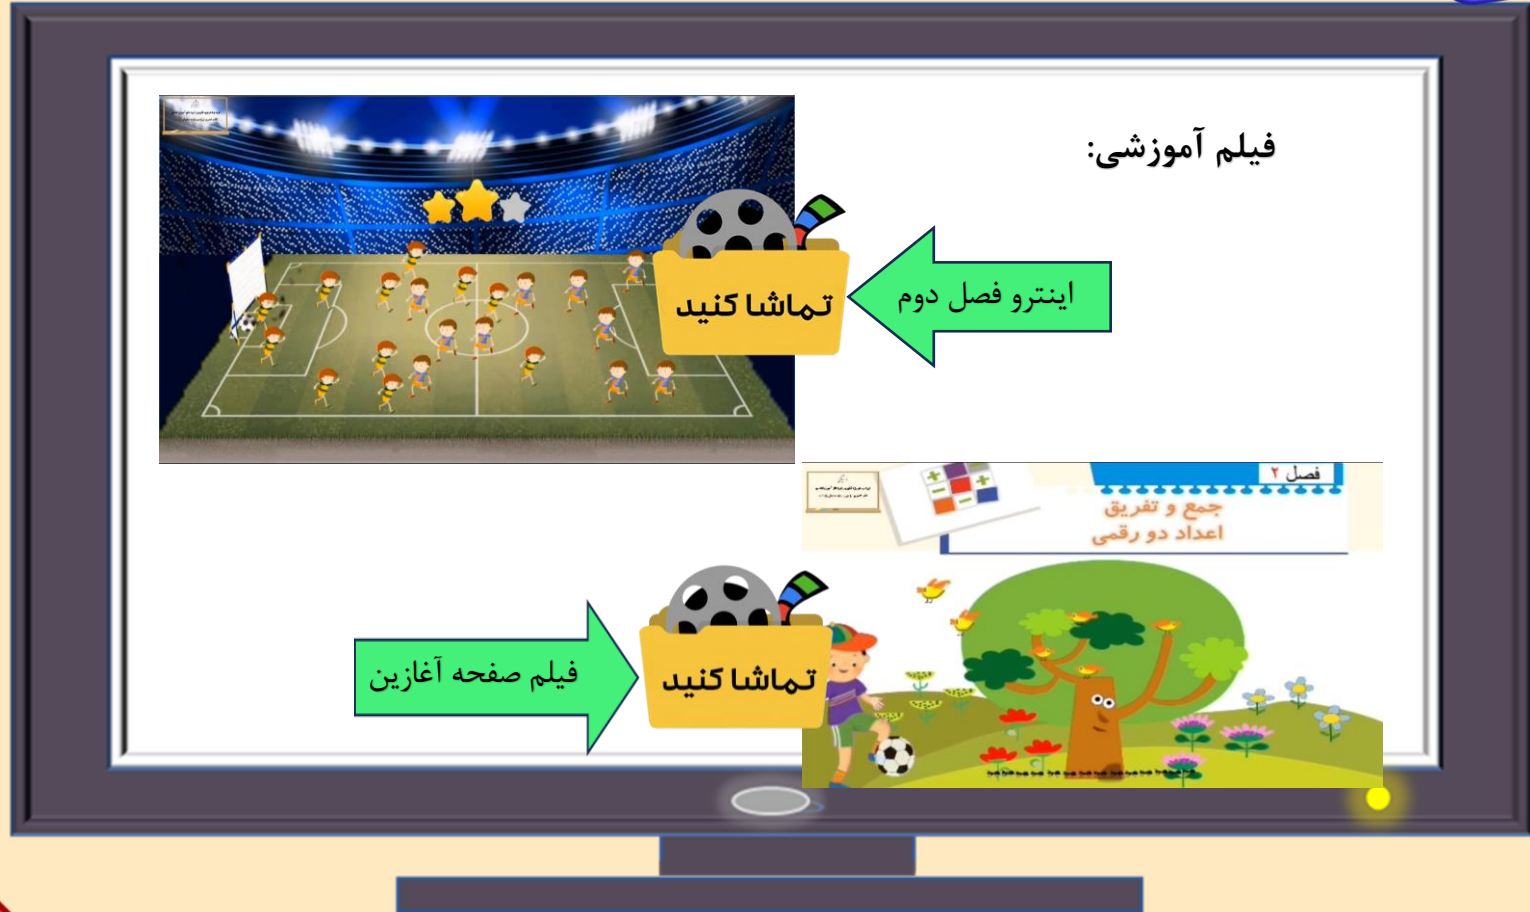 فیلم آموزشی:
اینترو فصل دوم
تماشا کنید
فصل ۲
جمع و تفریق
اعداد دو رقمی
فیلم صفحه آغازین
تماشا کنید